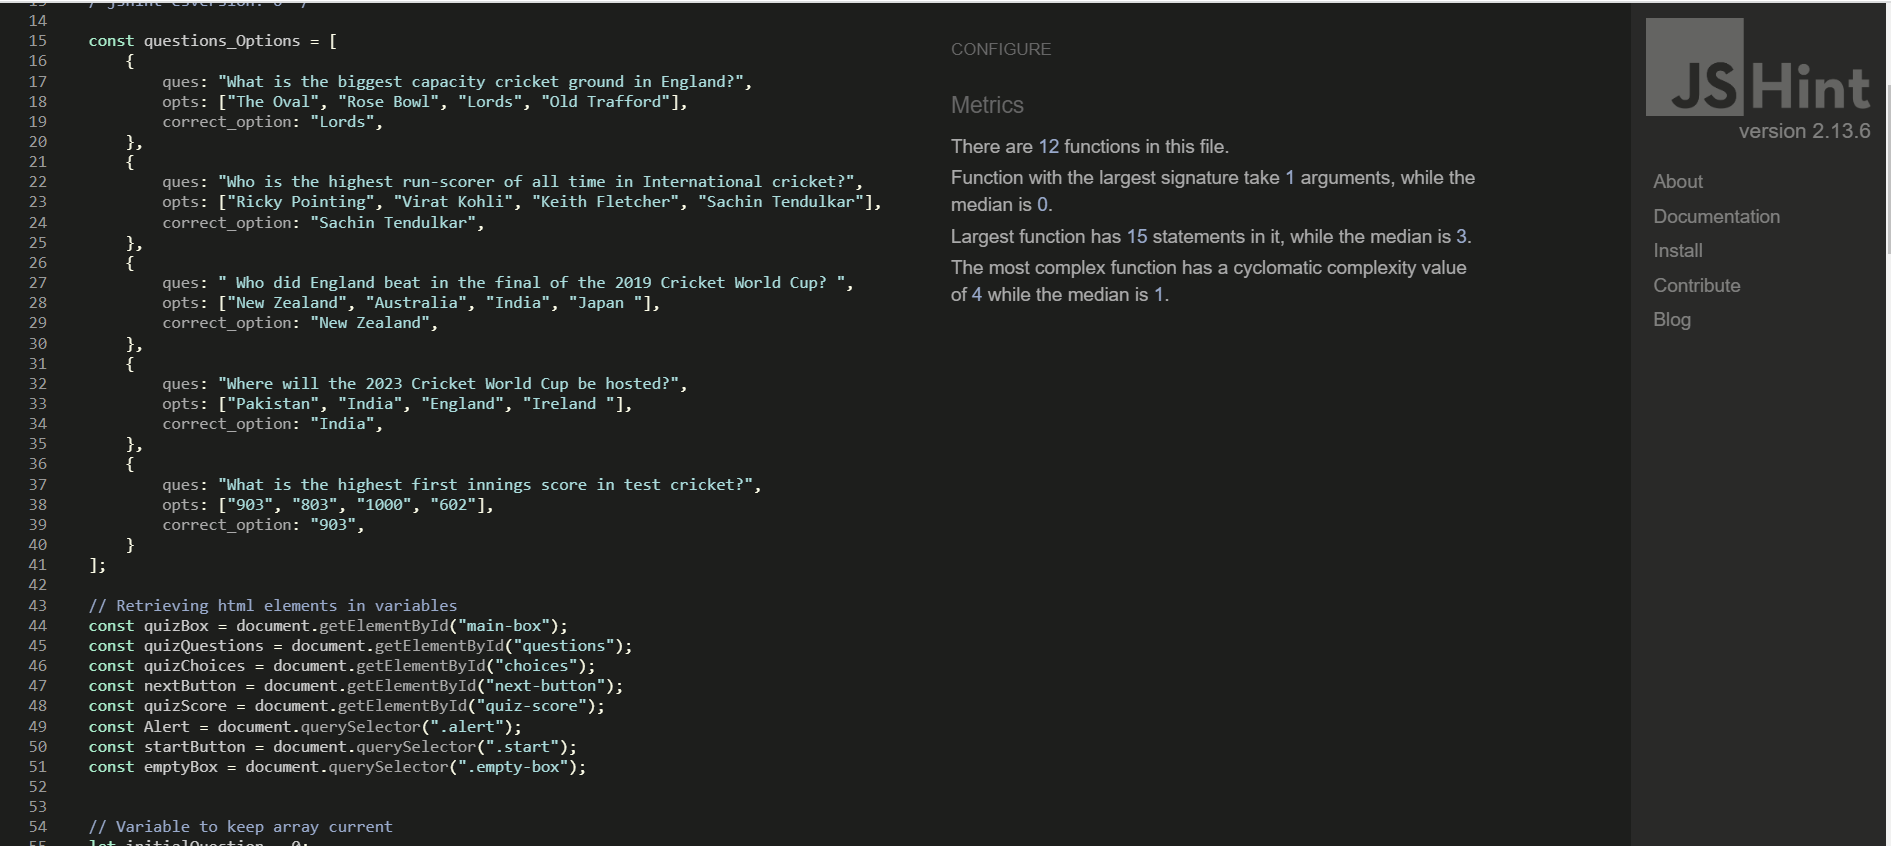 14
15 const questions_Options = [
16 {
17 ques: "What is the biggest capacity cricket ground in England?",
18 opts: ["The Oval", "Rose Bowl", "Lords", "Old Trafford"],
19 correct_option: "Lords",
20 },
21 {
22 ques: "Who is the highest run-scorer of all time in International cricket?",
23 opts: ["Ricky Pointing", "Virat Kohli", "Keith Fletcher", "Sachin Tendulkar"],
24 correct_option: "Sachin Tendulkar",
25 },
26 {
27 ques: " Who did England beat in the final of the 2019 Cricket World Cup? ",
28 opts: ["New Zealand", "Australia", "India", "Japan "],
29 correct_option: "New Zealand",
30 },
31 {
32 ques: "Where will the 2023 Cricket World Cup be hosted?",
33 opts: ["Pakistan", "India", "England", "Ireland "],
34 correct_option: "India",
35 },
36 {
37 ques: "What is the highest first innings score in test cricket?",
38 opts: ["903", "803", "1000", "602"],
39 correct_option: "903",
40 }
41 ];
42
43 // Retrieving html elements in variables
44 const quizBox = document.getElementById("main-box");
45 const quizQuestions = document.getElementById("questions");
46 const quizChoices = document.getElementById("choices");
47 const nextButton = document.getElementById("next-button");
48 const quizScore = document.getElementById("quiz-score");
49 const Alert = document.querySelector(".alert");
50 const startButton = document.querySelector(".start");
51 const emptyBox = document.querySelector(".empty-box");
52
53
54 // Variable to keep array current
CONFIGURE
Metrics
There are 12 functions in this file.
Function with the largest signature take 1 arguments, while the
median is 0.
Largest function has 15 statements in it, while the median is 3.
The most complex function has a cyclomatic complexity value
of 4 while the median is 1.
JSHint
version 2.13.6
About
Documentation
Install
Contribute
Blog